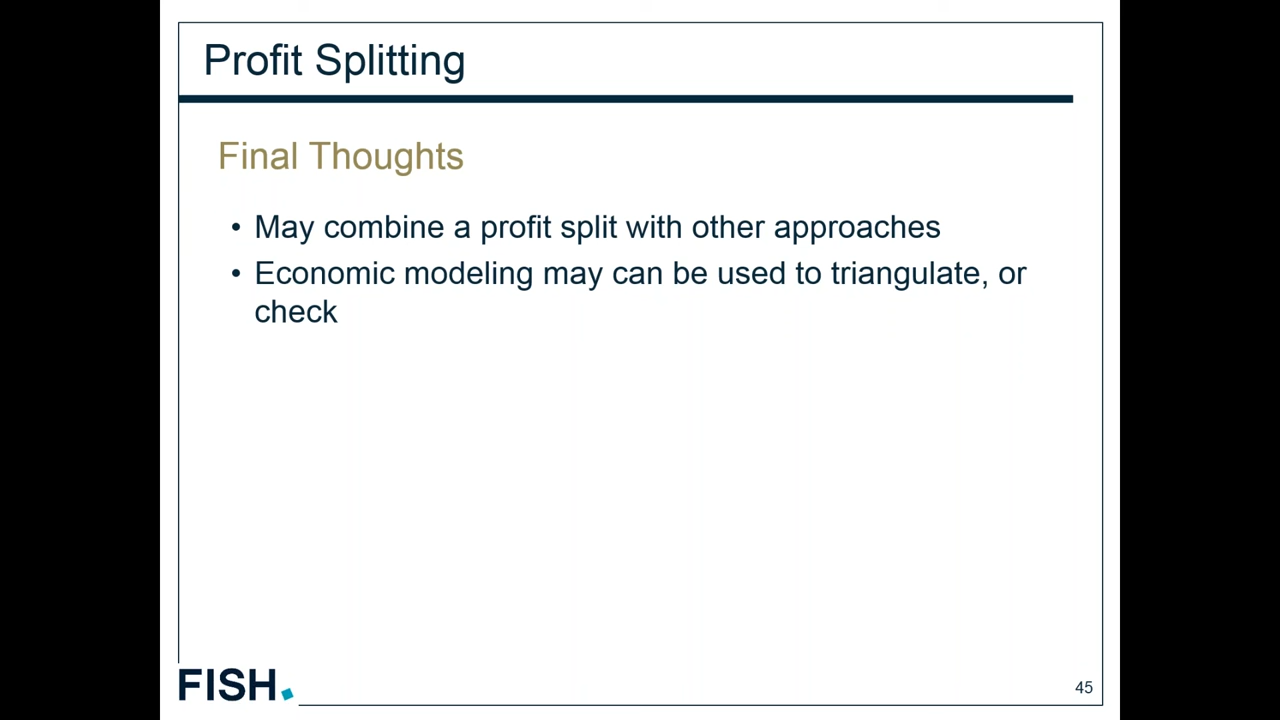 Profit Splitting
Final Thoughts
• May combine a profit split with other approaches
• Economic modeling may can be used to triangulate, or
check
FISH.
45